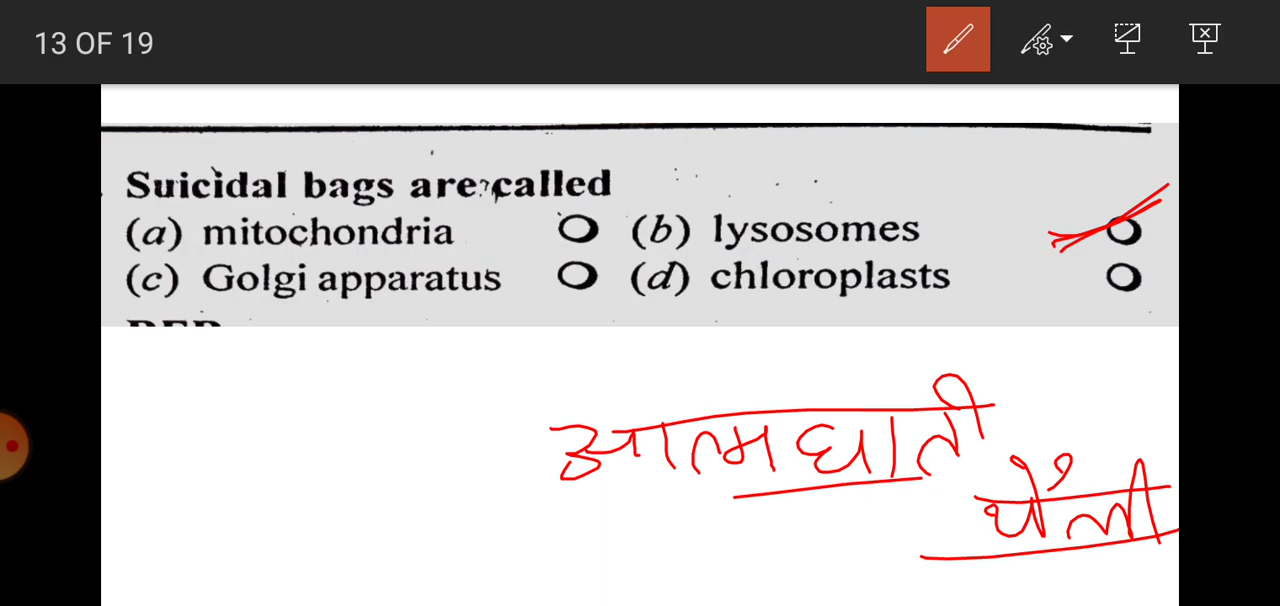 13 OF 19
Suicidal bags are called
(a) mitochondria O (b) lysosomes O
(c) Golgi apparatus O (d) chloroplasts O
आत्मघाती
थैली